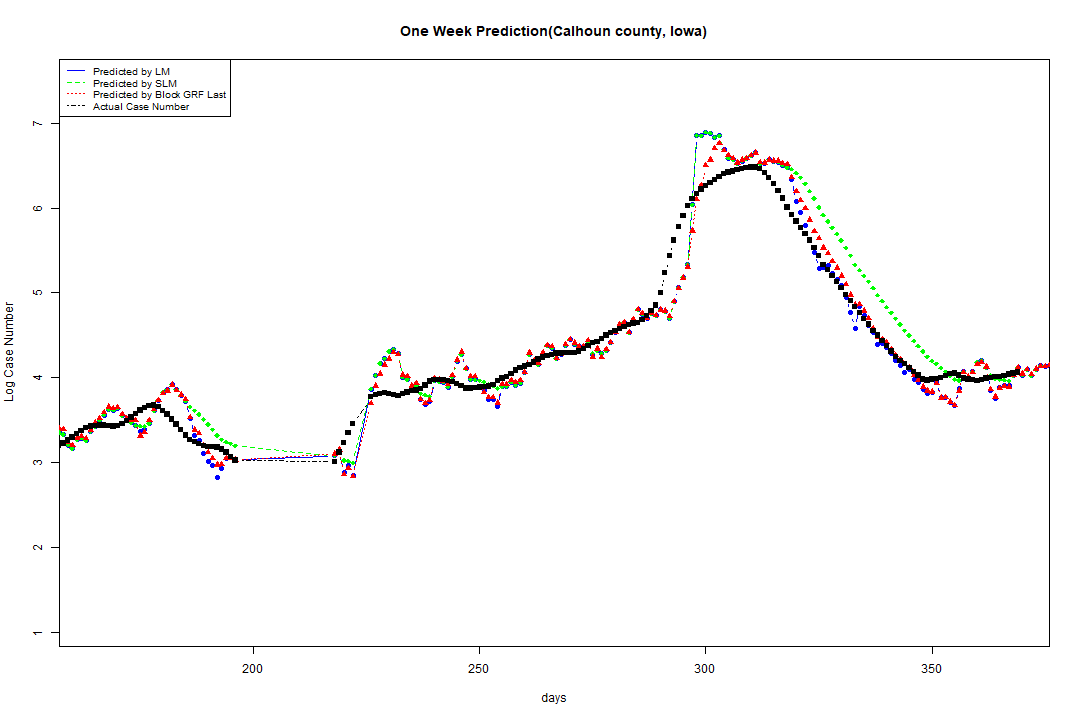 One Week Prediction(Calhoun county, Iowa)
Predicted by LM
Predicted by SLM
Predicted by Block GRF Last
Actual Case Number
7
6
5
4
3
2
1
Log Case Number
200 250 300 350
days